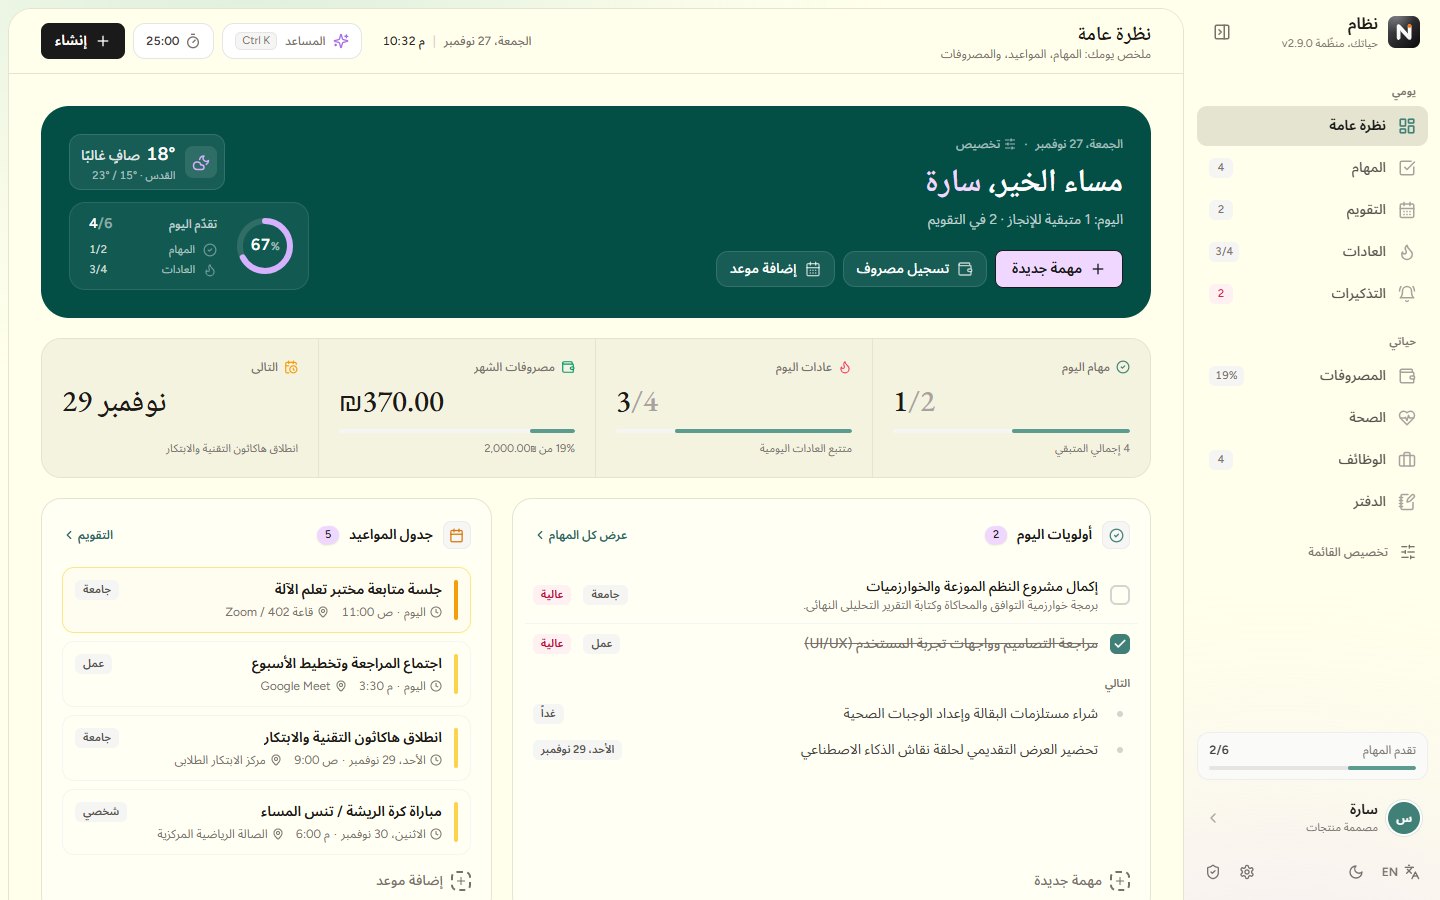 نظام
حياتك، منظّمة v2.9.0
يومي
نظرة عامة
المهام 4
التقويم 2
العادات 3/4
التذكيرات 2
حياتي
المصروفات 19%
الصحة
الوظائف 4
الدفتر
تخصيص القائمة
تقدم المهام 2/6
س
سارة
مصممة منتجات
EN
نظرة عامة
ملخص يومك: المهام، المواعيد، والمصروفات
الجمعة، 27 نوفمبر | 10:32 م
المساعد Ctrl K
25:00
إنشاء
الجمعة، 27 نوفمبر · تخصيص
مساء الخير، سارة
اليوم: 1 متبقية للإنجاز · 2 في التقويم
مهمة جديدة
تسجيل مصروف
إضافة موعد
18° صافٍ غالبًا
القدس · 15° / 23°
67%
تقدّم اليوم 4/6
المهام 1/2
العادات 3/4
مهام اليوم
1/2
4 إجمالي المتبقي
عادات اليوم
3/4
متتبع العادات اليومية
مصروفات الشهر
₪370.00
19% من ₪2,000.00
التالي
29 نوفمبر
انطلاق هاكاثون التقنية والابتكار
أولويات اليوم 2
عرض كل المهام
إكمال مشروع النظم الموزعة والخوارزميات
برمجة خوارزمية التوافق والمحاكاة وكتابة التقرير التحليلي النهائي.
جامعة
عالية
مراجعة التصاميم وواجهات تجربة المستخدم (UI/UX)
عمل
عالية
التالي
شراء مستلزمات البقالة وإعداد الوجبات الصحية
غداً
تحضير العرض التقديمي لحلقة نقاش الذكاء الاصطناعي
الأحد، 29 نوفمبر
مهمة جديدة
جدول المواعيد 5
التقويم
جلسة متابعة مختبر تعلم الآلة
جامعة
اليوم · 11:00 ص قاعة 402 / Zoom
اجتماع المراجعة وتخطيط الأسبوع
عمل
اليوم · 3:30 م Google Meet
انطلاق هاكاثون التقنية والابتكار
جامعة
الأحد، 29 نوفمبر · 9:00 ص مركز الابتكار الطلابي
مباراة كرة الريشة / تنس المساء
شخصي
الاثنين، 30 نوفمبر · 6:00 م الصالة الرياضية المركزية
إضافة موعد